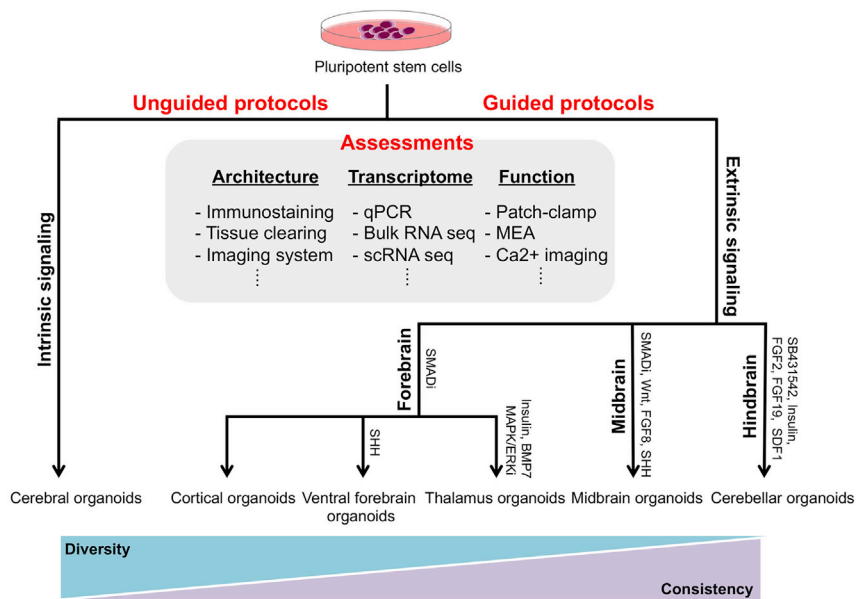 Pluripotent stem cells
Unguided protocols
Guided protocols
Assessments
Architecture
- Immunostaining
- Tissue clearing
- Imaging system
Transcriptome
- qPCR
- Bulk RNA seq
- scRNA seq
Function
- Patch-clamp
- MEA
- Ca2+ imaging
Intrinsic signaling
Extrinsic signaling
Forebrain
SMADi
SHH
Insulin, BMP7
MAPK/ERKi
Midbrain
SMADi, Wnt, FGF8, SHH
Hindbrain
SB431542, Insulin,
FGF2, FGF19, SDF1
Cerebral organoids
Cortical organoids
Ventral forebrain
organoids
Thalamus organoids
Midbrain organoids
Cerebellar organoids
Diversity
Consistency